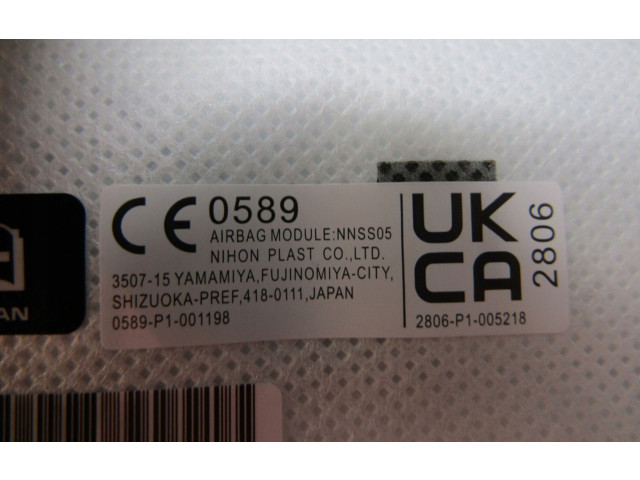 CE 0589
AIRBAG MODULE:NNSS05
NIHON PLAST CO.,LTD.
3507-15 YAMAMIYA,FUJINOMIYA-CITY,
SHIZUOKA-PREF,418-0111,JAPAN
0589-P1-001198
UK
CA
2806
2806-P1-005218
AN